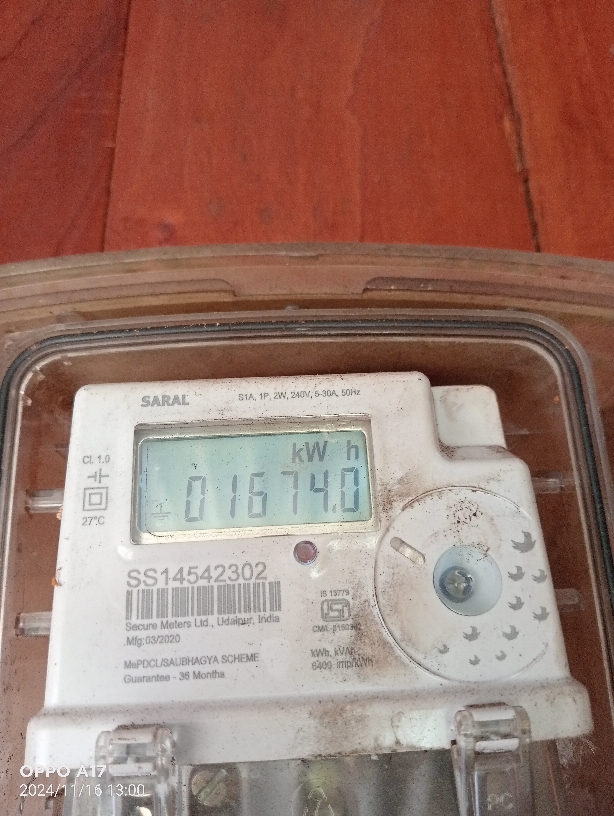 SARAL
S1A, 1P, 2W, 240V, 5-30A, 50Hz
kW h
01674.0
Cl. 1.0
27°C
SS14542302
Secure Meters Ltd., Udaipur, India
Mfg:03/2020
MePDCL/SAUBHAGYA SCHEME
Guarantee - 36 Months
IS 13779
kWh, kVAh
6400 imp/kWh
PC
OPPO A17
2024/11/16 13:00